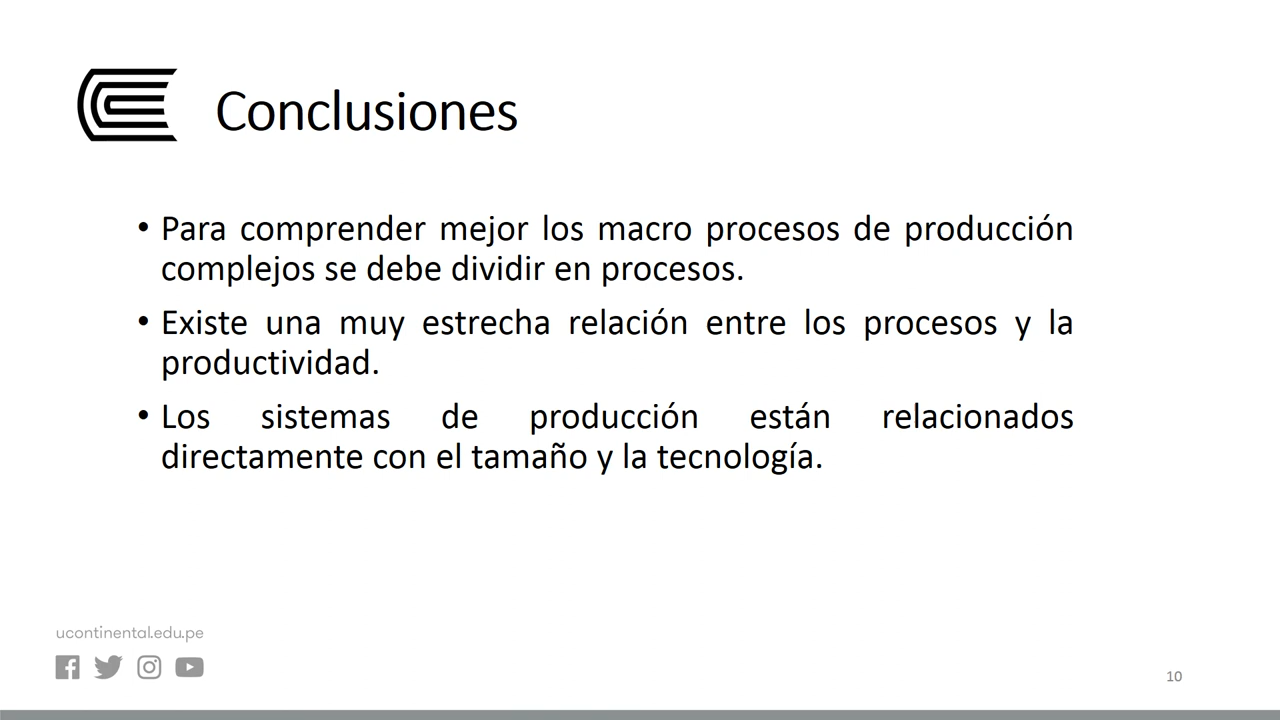 Conclusiones
• Para comprender mejor los macro procesos de producción
complejos se debe dividir en procesos.
• Existe una muy estrecha relación entre los procesos y la
productividad.
• Los sistemas de producción están relacionados
directamente con el tamaño y la tecnología.
ucontinental.edu.pe
10